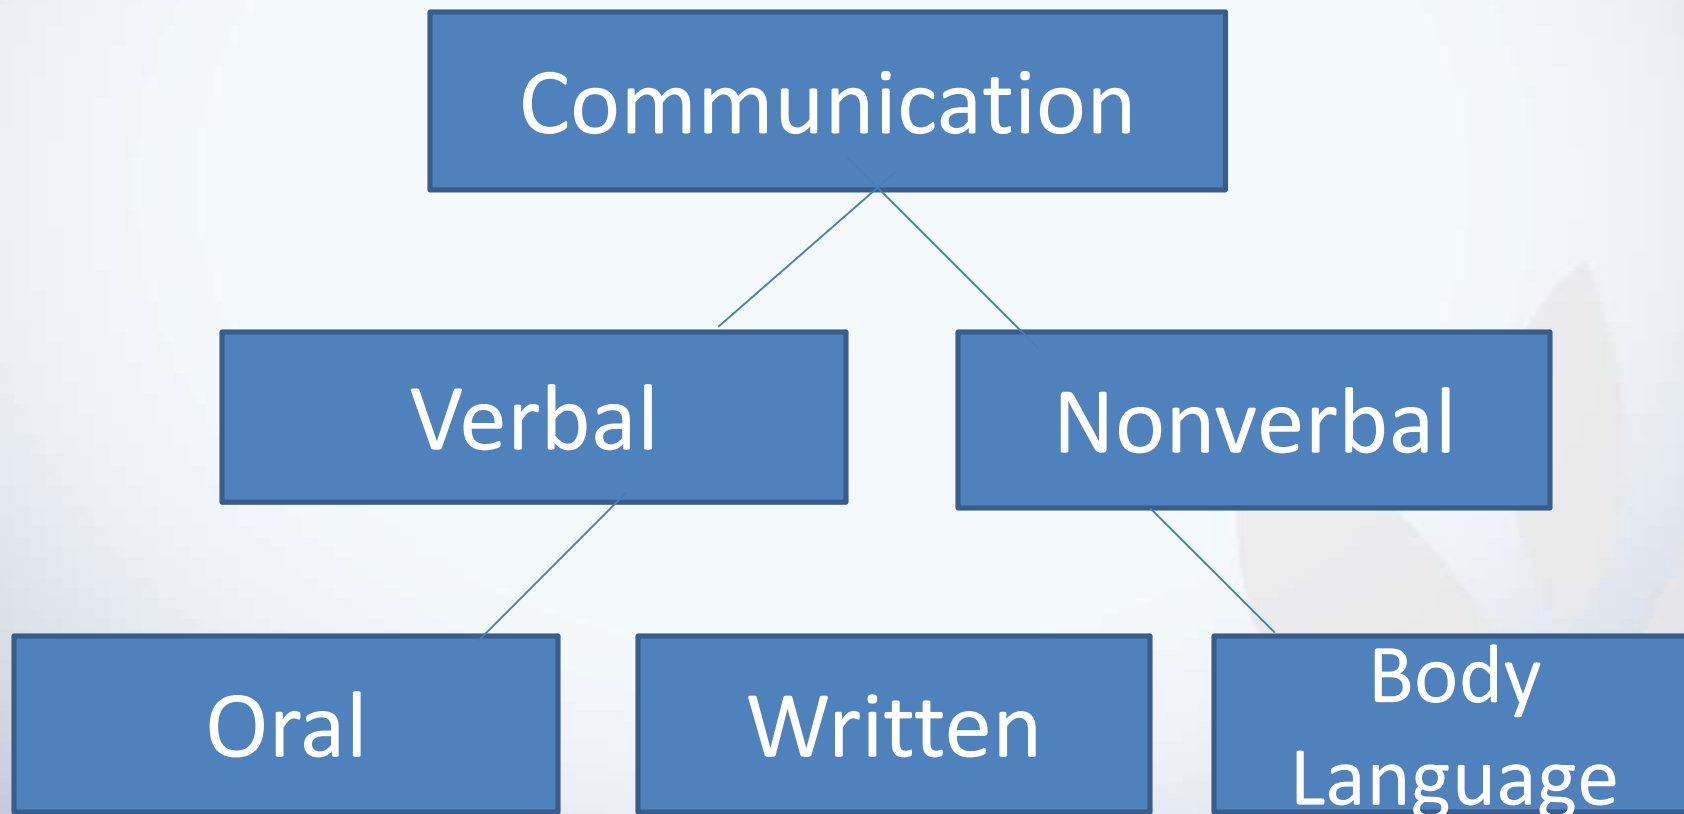 Communication
Verbal
Nonverbal
Oral
Written
Body
Language